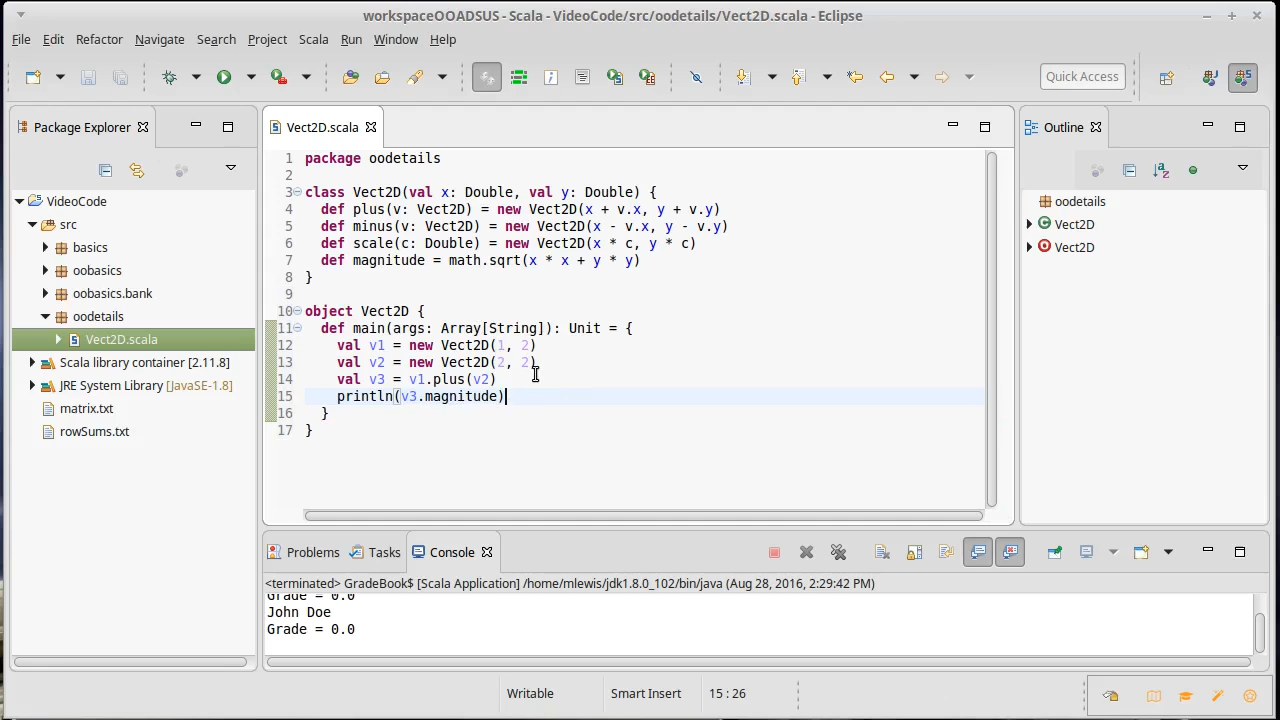 workspaceOOADSUS - Scala - VideoCode/src/oodetails/Vect2D.scala - Eclipse
File Edit Refactor Navigate Search Project Scala Run Window Help
Quick Access
Package Explorer
VideoCode
src
basics
oobasics
oobasics.bank
oodetails
Vect2D.scala
Scala library container [2.11.8]
JRE System Library [JavaSE-1.8]
matrix.txt
rowSums.txt
Vect2D.scala
1 package oodetails
2
3 class Vect2D(val x: Double, val y: Double) {
4 def plus(v: Vect2D) = new Vect2D(x + v.x, y + v.y)
5 def minus(v: Vect2D) = new Vect2D(x - v.x, y - v.y)
6 def scale(c: Double) = new Vect2D(x * c, y * c)
7 def magnitude = math.sqrt(x * x + y * y)
8 }
9
10 object Vect2D {
11 def main(args: Array[String]): Unit = {
12 val v1 = new Vect2D(1, 2)
13 val v2 = new Vect2D(2, 2)
14 val v3 = v1.plus(v2)
15 println(v3.magnitude)
16 }
17 }
Outline
oodetails
Vect2D
Vect2D
Problems Tasks Console
<terminated> GradeBook$ [Scala Application] /home/mlewis/jdk1.8.0_102/bin/java (Aug 28, 2016, 2:29:42 PM)
Grade = 0.0
John Doe
Grade = 0.0
Writable Smart Insert 15 : 26